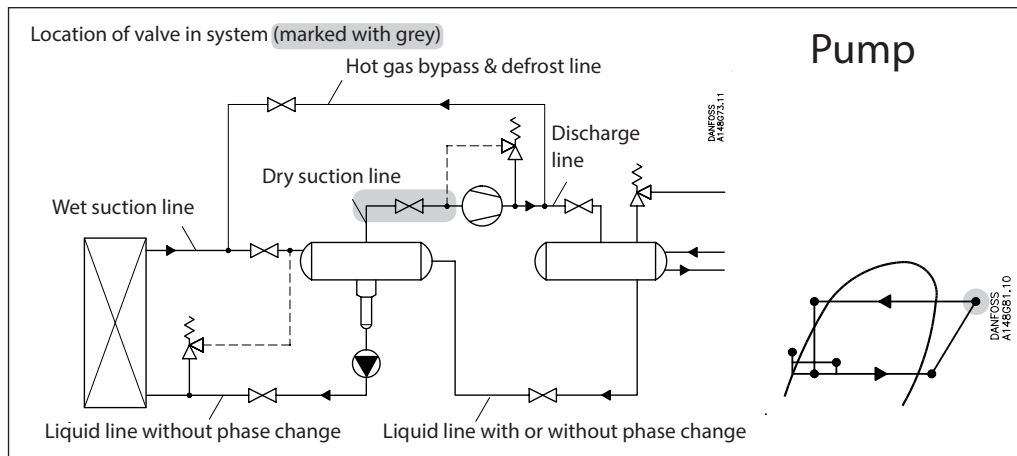 Location of valve in system (marked with grey)
Pump
Hot gas bypass & defrost line
DANFOSS
A148G73.11
Discharge
line
Dry suction line
Wet suction line
DANFOSS
A148G81.10
Liquid line without phase change
Liquid line with or without phase change